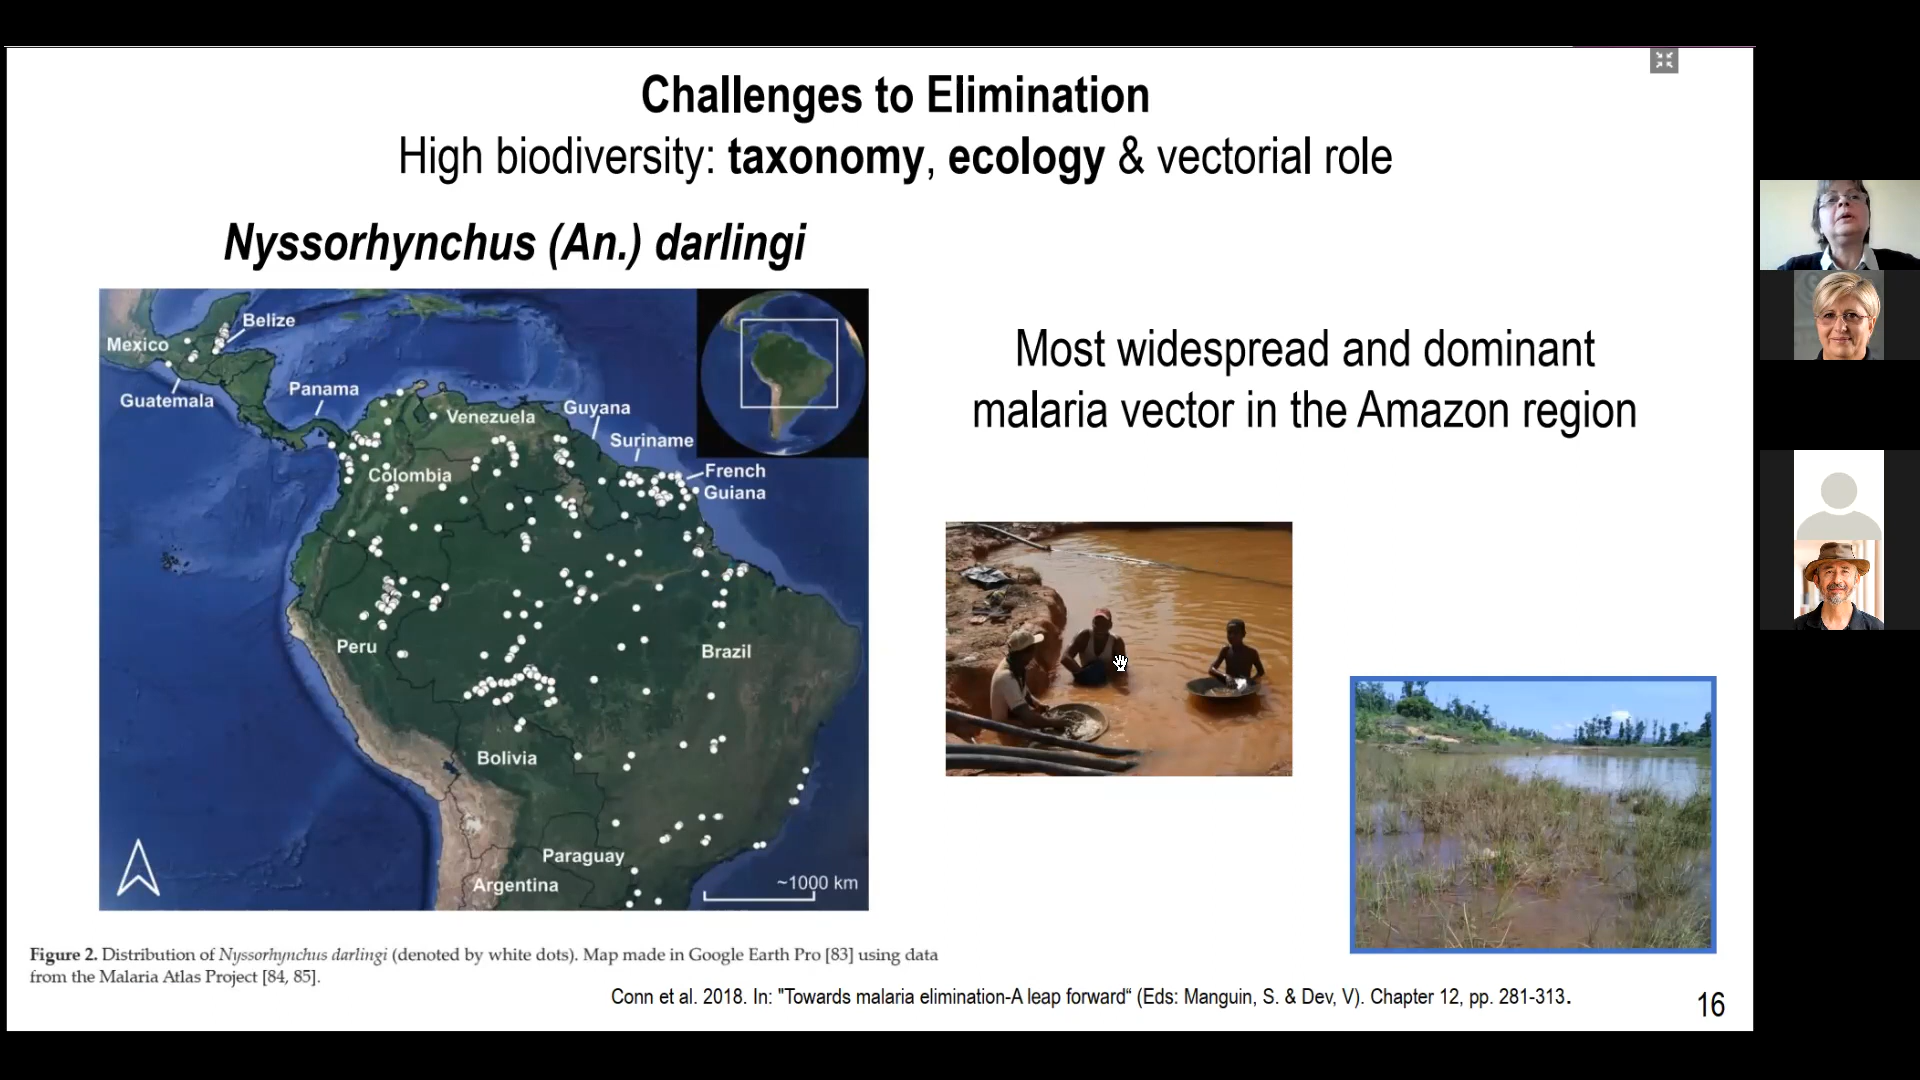 Challenges to Elimination
High biodiversity: taxonomy, ecology & vectorial role
Nyssorhynchus (An.) darlingi
Belize
Mexico
Guatemala
Panama
Venezuela
Guyana
Suriname
French
Guiana
Colombia
Peru
Brazil
Bolivia
Paraguay
Argentina
~1000 km
Most widespread and dominant
malaria vector in the Amazon region
Figure 2. Distribution of Nyssorhynchus darlingi (denoted by white dots). Map made in Google Earth Pro [83] using data
from the Malaria Atlas Project [84, 85].
Conn et al. 2018. In: "Towards malaria elimination-A leap forward“ (Eds: Manguin, S. & Dev, V). Chapter 12, pp. 281-313.
16